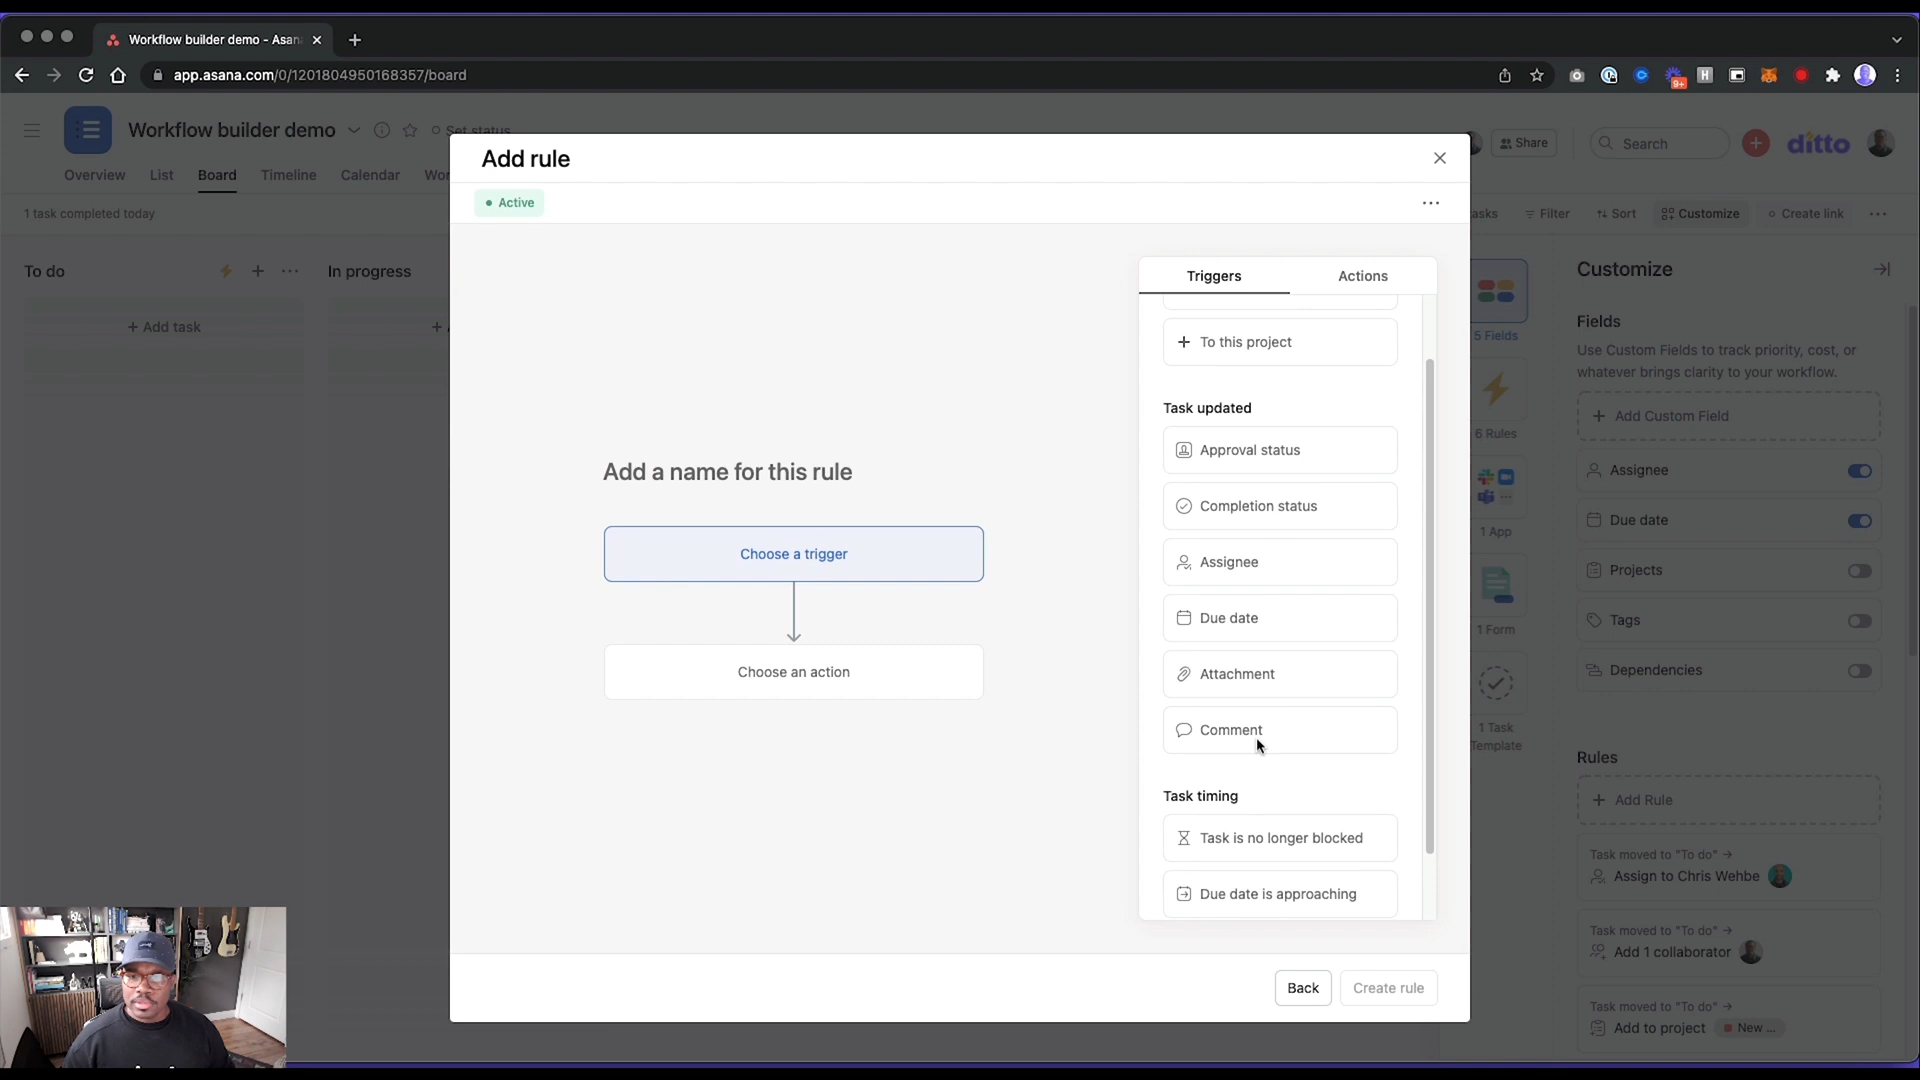 Workflow builder demo - Asan
app.asana.com/0/1201804950168357/board
9+
Workflow builder demo
Set status
Share
Search
ditto
Overview
List
Board
Timeline
Calendar
Wor
1 task completed today
asks
Filter
Sort
Customize
Create link
To do
In progress
+ Add task
+
Add rule
Active
Add a name for this rule
Choose a trigger
Choose an action
Triggers
Actions
+ To this project
Task updated
Approval status
Completion status
Assignee
Due date
Attachment
Comment
Task timing
Task is no longer blocked
Due date is approaching
Back
Create rule
5 Fields
6 Rules
1 App
1 Form
1 Task
Template
Customize
Fields
Use Custom Fields to track priority, cost, or
whatever brings clarity to your workflow.
+ Add Custom Field
Assignee
Due date
Projects
Tags
Dependencies
Rules
+ Add Rule
Task moved to "To do" →
Assign to Chris Wehbe
Task moved to "To do" →
Add 1 collaborator
Task moved to "To do" →
Add to project
New ...